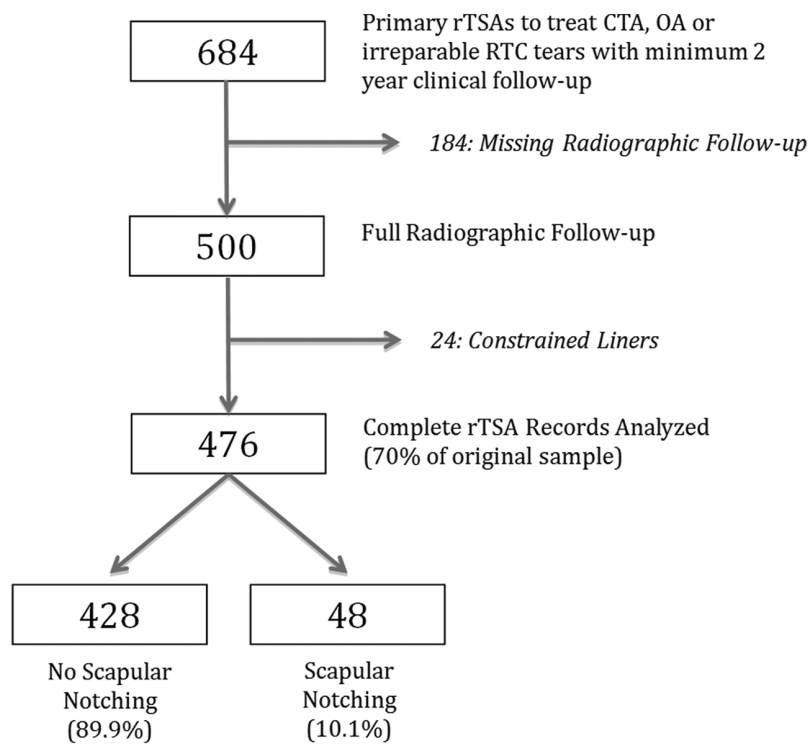 684
Primary rTSAs to treat CTA, OA or
irreparable RTC tears with minimum 2
year clinical follow-up
184: Missing Radiographic Follow-up
500
Full Radiographic Follow-up
24: Constrained Liners
476
Complete rTSA Records Analyzed
(70% of original sample)
428
No Scapular
Notching
(89.9%)
48
Scapular
Notching
(10.1%)